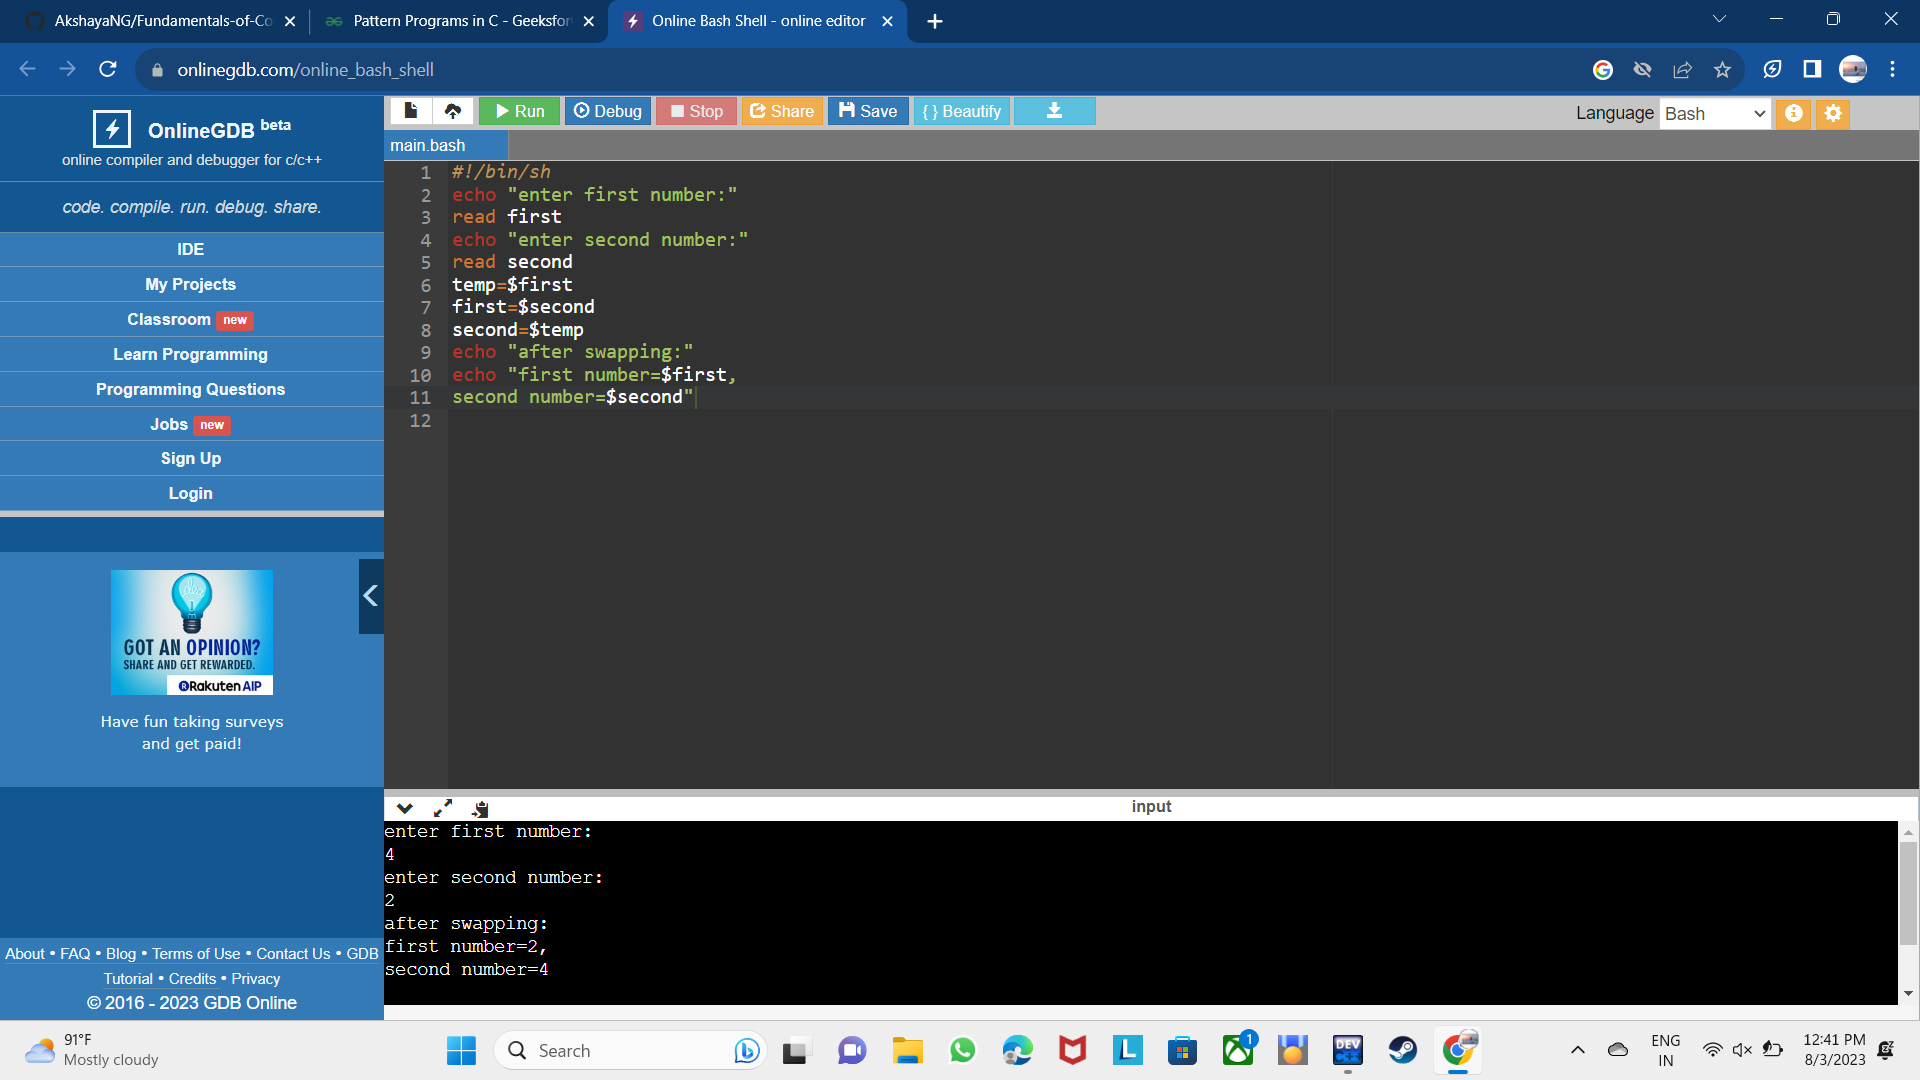 AkshayaNG/Fundamentals-of-Co
Pattern Programs in C - Geeksfor
Online Bash Shell - online editor
onlinegdb.com/online_bash_shell
OnlineGDB beta
online compiler and debugger for c/c++
code. compile. run. debug. share.
IDE
My Projects
Classroom new
Learn Programming
Programming Questions
Jobs new
Sign Up
Login
GOT AN OPINION?
SHARE AND GET REWARDED.
Rakuten AIP
Have fun taking surveys
and get paid!
About • FAQ • Blog • Terms of Use • Contact Us • GDB
Tutorial • Credits • Privacy
© 2016 - 2023 GDB Online
Run Debug Stop Share Save { } Beautify
Language Bash
main.bash
1 #!/bin/sh
2 echo "enter first number:"
3 read first
4 echo "enter second number:"
5 read second
6 temp=$first
7 first=$second
8 second=$temp
9 echo "after swapping:"
10 echo "first number=$first,
11 second number=$second"
12
input
enter first number:
4
enter second number:
2
after swapping:
first number=2,
second number=4
91°F
Mostly cloudy
Search
L
1
DEV
C++
ENG
IN
12:41 PM
8/3/2023